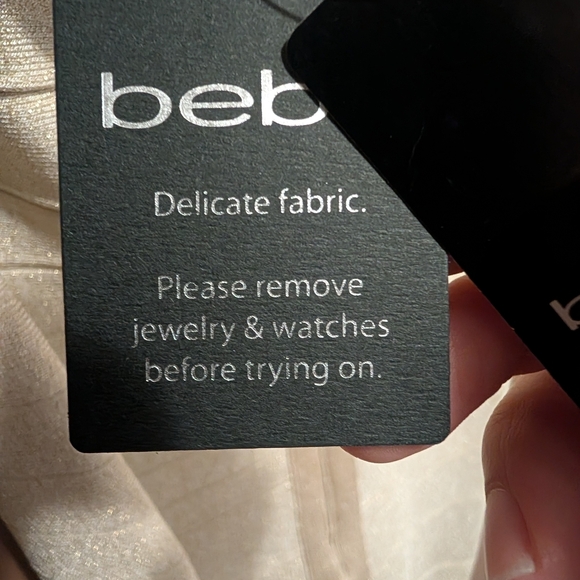 beb
Delicate fabric.
Please remove
jewelry & watches
before trying on.
b